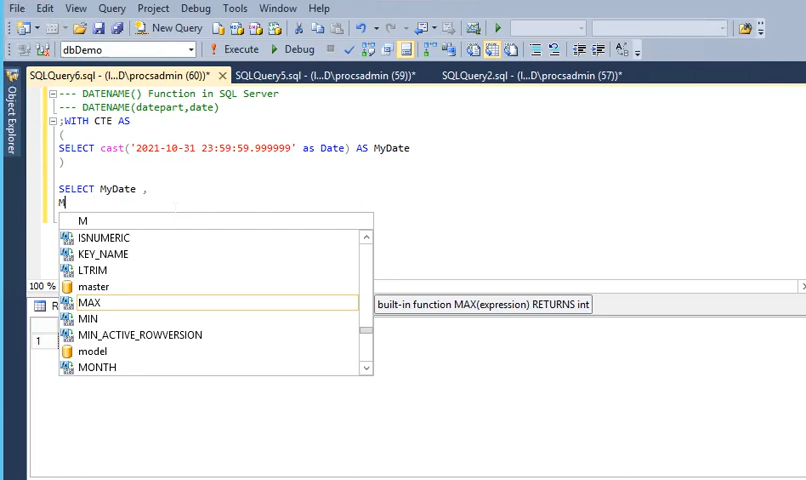 File Edit View Query Project Debug Tools Window Help
New Query
dbDemo Execute Debug
SQLQuery6.sql - (l...D\procsadmin (60))* SQLQuery5.sql - (l...D\procsadmin (59))* SQLQuery2.sql - (l...D\procsadmin (57))*
Object Explorer
--- DATENAME() Function in SQL Server
--- DATENAME(datepart,date)
;WITH CTE AS
(
SELECT cast('2021-10-31 23:59:59.999999' as Date) AS MyDate
)
SELECT MyDate ,
M
M
ISNUMERIC
KEY_NAME
LTRIM
master
MAX
built-in function MAX(expression) RETURNS int
MIN
MIN_ACTIVE_ROWVERSION
model
MONTH
100 %
R
1